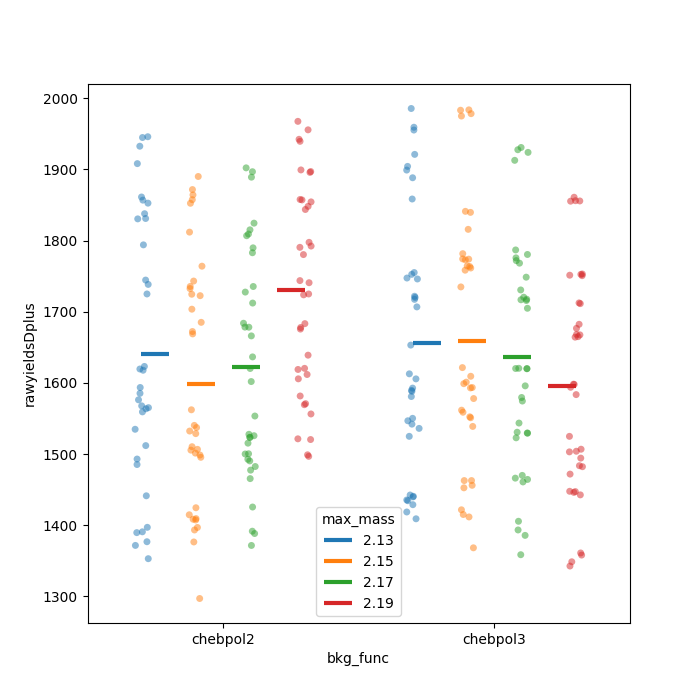 2000
1900
1800
1700
1600
1500
1400
1300
rawyieldsDplus
max_mass
2.13
2.15
2.17
2.19
chebpol2
chebpol3
bkg_func